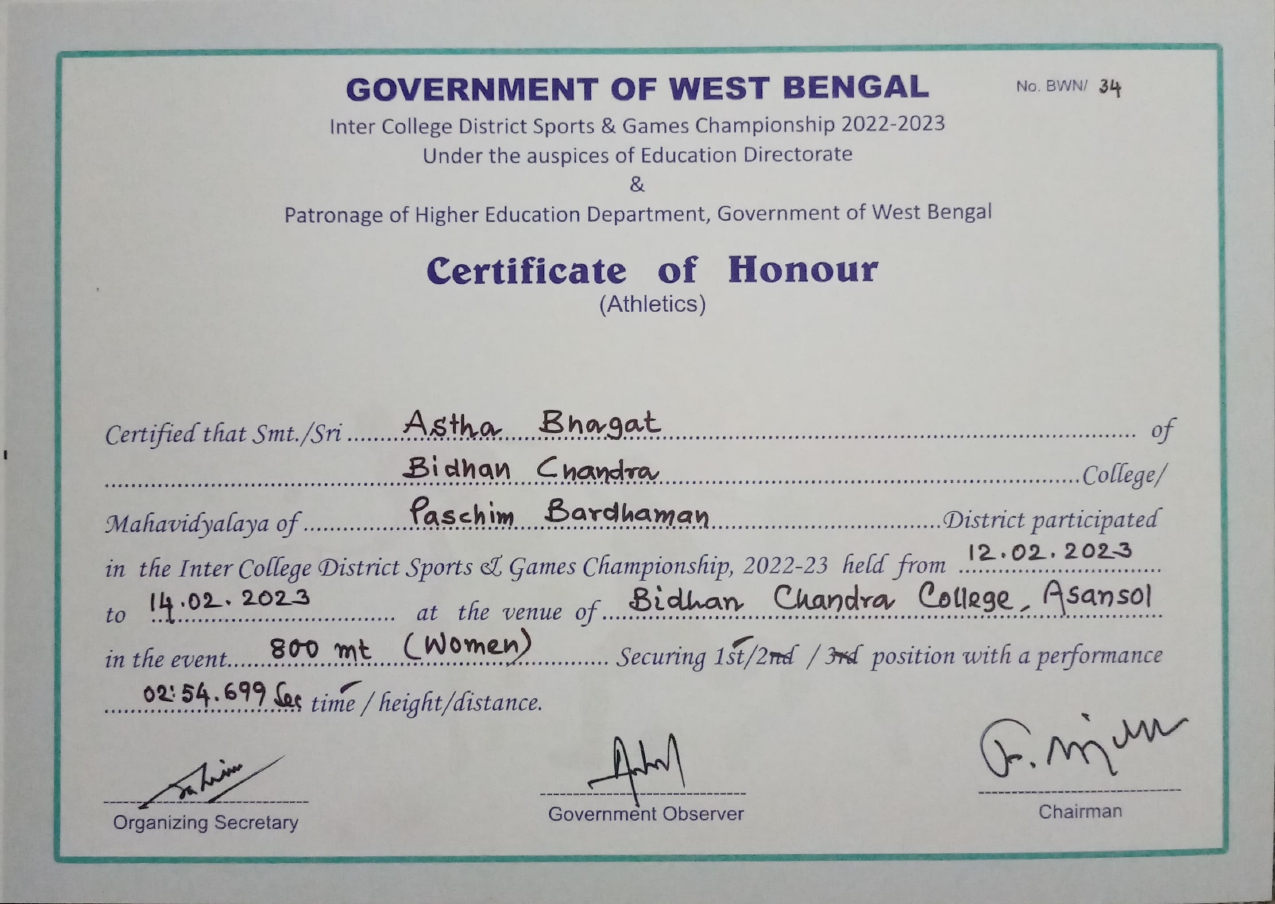 GOVERNMENT OF WEST BENGAL
No. BWN/ 34
Inter College District Sports & Games Championship 2022-2023
Under the auspices of Education Directorate
&
Patronage of Higher Education Department, Government of West Bengal
Certificate of Honour
(Athletics)
Certified that Smt./Sri Astha Bhagat of
Bidhan Chandra College/
Mahavidyalaya of Paschim Bardhaman District participated
in the Inter College District Sports & Games Championship, 2022-23 held from 12.02.2023
to 14.02.2023 at the venue of Bidhan Chandra College, Asansol
in the event 800 mt (Women) Securing 1st/2nd / 3rd position with a performance
02:54.699 Sec time / height/distance.
Organizing Secretary
Government Observer
Chairman